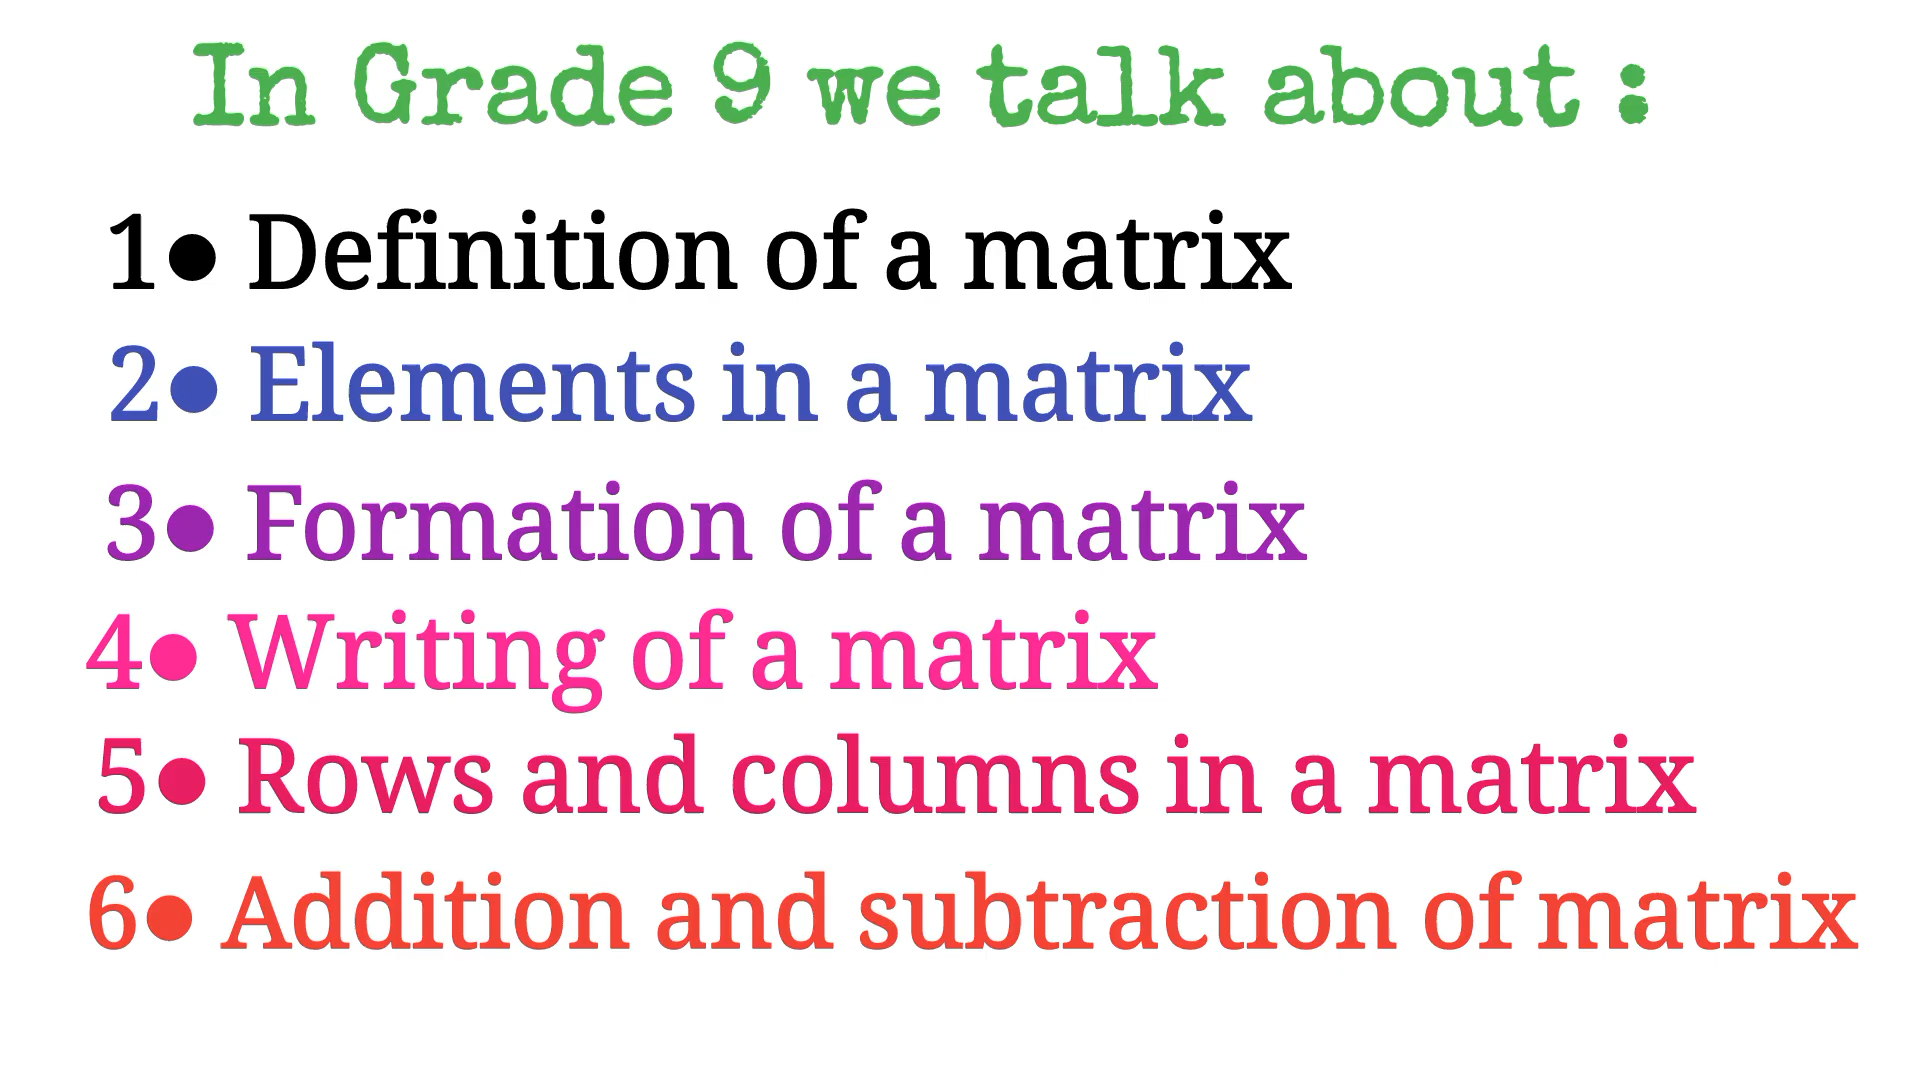 In Grade 9 we talk about :
1● Definition of a matrix
2● Elements in a matrix
3● Formation of a matrix
4● Writing of a matrix
5● Rows and columns in a matrix
6● Addition and subtraction of matrix